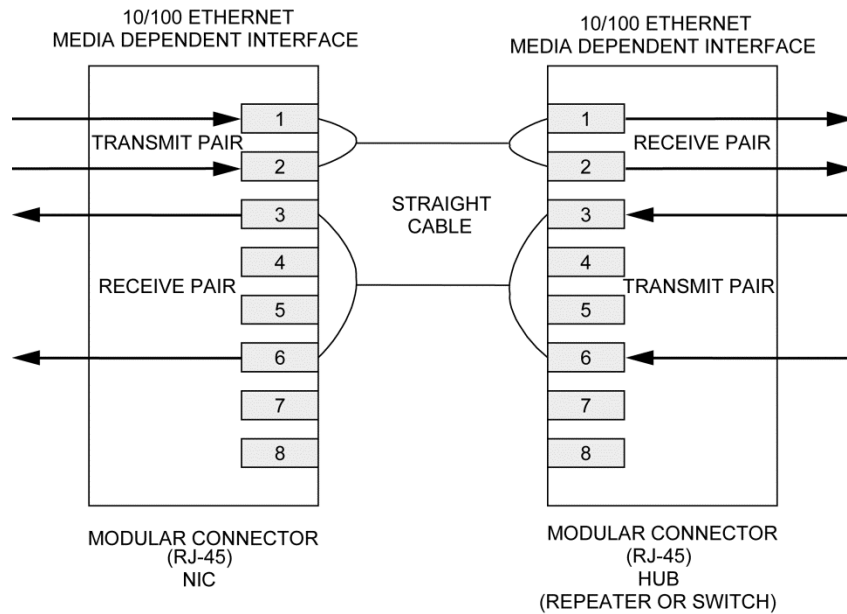 10/100 ETHERNET
MEDIA DEPENDENT INTERFACE
1
TRANSMIT PAIR
2
3
4
RECEIVE PAIR
5
6
7
8
MODULAR CONNECTOR
(RJ-45)
NIC
STRAIGHT
CABLE
10/100 ETHERNET
MEDIA DEPENDENT INTERFACE
1
RECEIVE PAIR
2
3
4
TRANSMIT PAIR
5
6
7
8
MODULAR CONNECTOR
(RJ-45)
HUB
(REPEATER OR SWITCH)